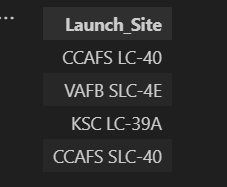 ...
Launch_Site
CCAFS LC-40
VAFB SLC-4E
KSC LC-39A
CCAFS SLC-40